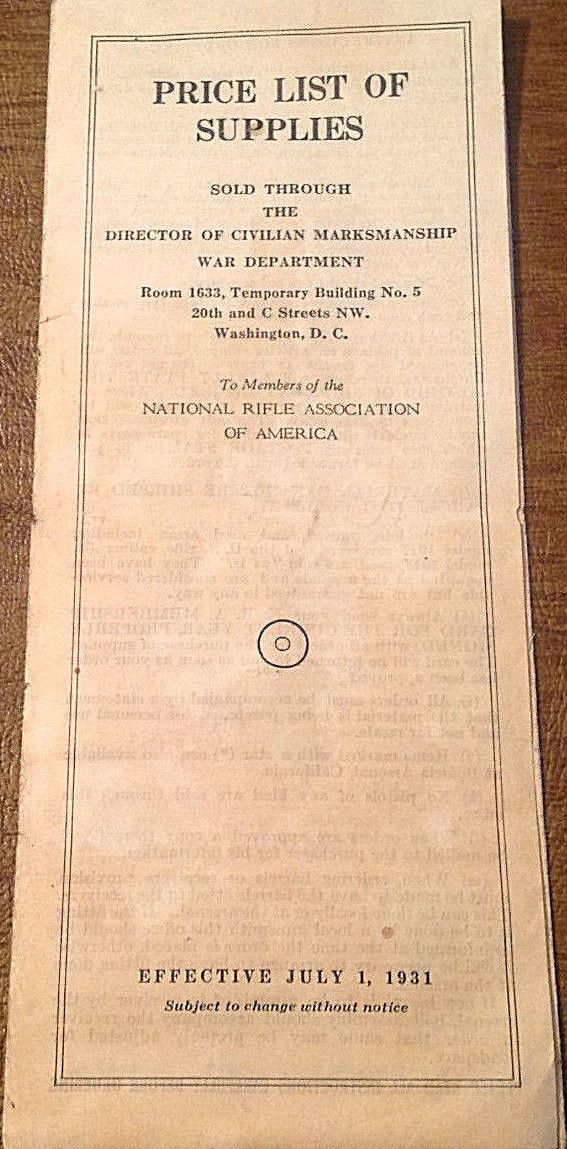 PRICE LIST OF
SUPPLIES
SOLD THROUGH
THE
DIRECTOR OF CIVILIAN MARKSMANSHIP
WAR DEPARTMENT
Room 1633, Temporary Building No. 5
20th and C Streets NW.
Washington, D. C.
To Members of the
NATIONAL RIFLE ASSOCIATION
OF AMERICA
EFFECTIVE JULY 1, 1931
Subject to change without notice